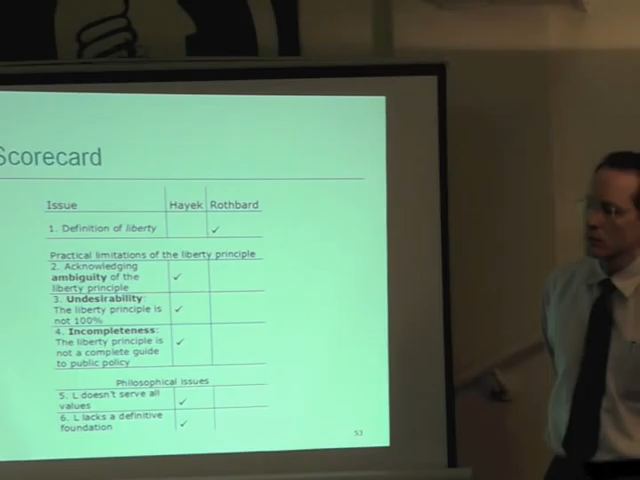 Scorecard
Issue Hayek Rothbard
1. Definition of liberty ✓
Practical limitations of the liberty principle
2. Acknowledging
ambiguity of the ✓
liberty principle
3. Undesirability:
The liberty principle is ✓
not 100%
4. Incompleteness:
The liberty principle is ✓
not a complete guide
to public policy
Philosophical issues
5. L doesn't serve all
values ✓
6. L lacks a definitive
foundation ✓
53